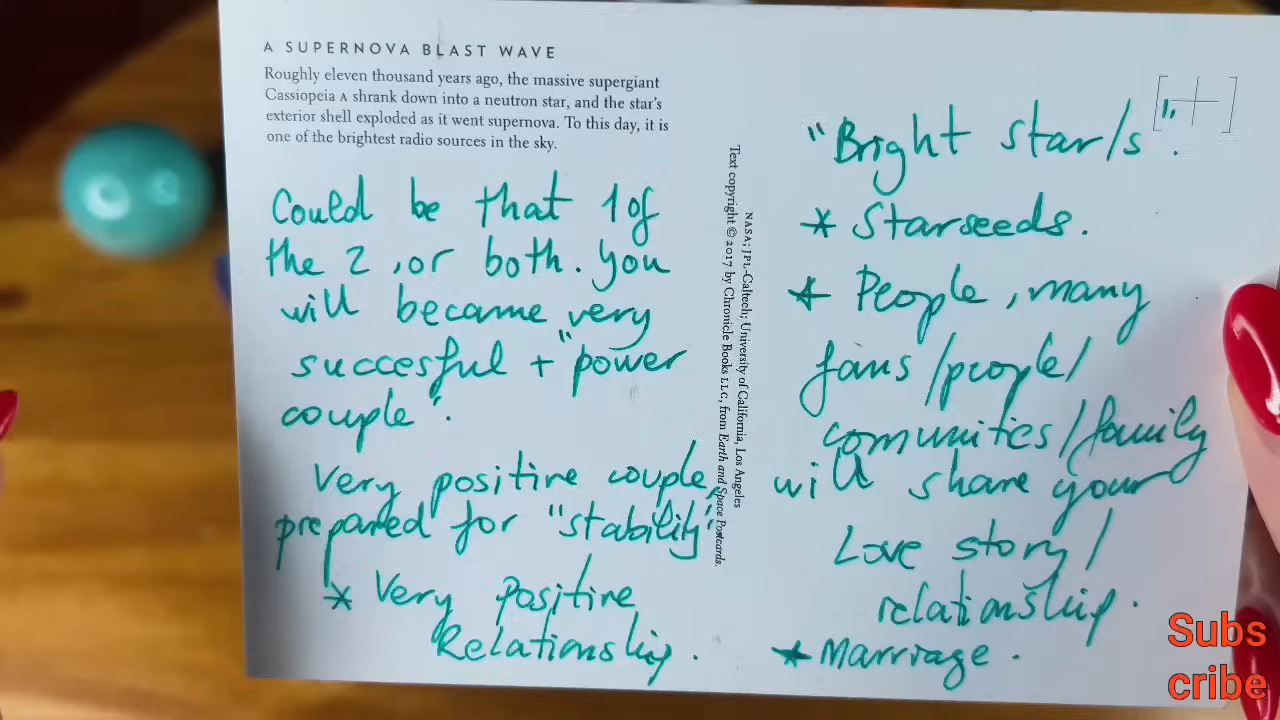 A SUPERNOVA BLAST WAVE
Roughly eleven thousand years ago, the massive supergiant
Cassiopeia A shrank down into a neutron star, and the star's
exterior shell exploded as it went supernova. To this day, it is
one of the brightest radio sources in the sky.
Could be that 1 of
the 2, or both. You
will became very
succesful + "power
couple".
Very positive couple,
prepared for "stability"
* Very Positive
Relationship.
NASA; JPL-Caltech; University of California, Los Angeles
Text copyright © 2017 by Chronicle Books LLC, from Earth and Space Postcards.
"Bright star/s".
* Starseeds.
* People, many
fans/people/
comunities/family
will share your
Love story/
relationship.
* Marriage.
Subs
cribe